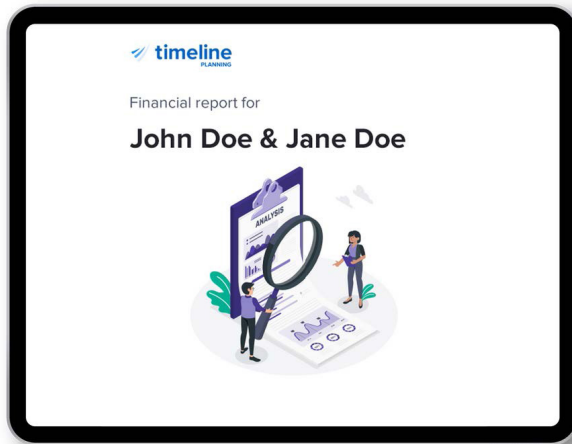 timeline
PLANNING
Financial report for
John Doe & Jane Doe
ANALYSIS